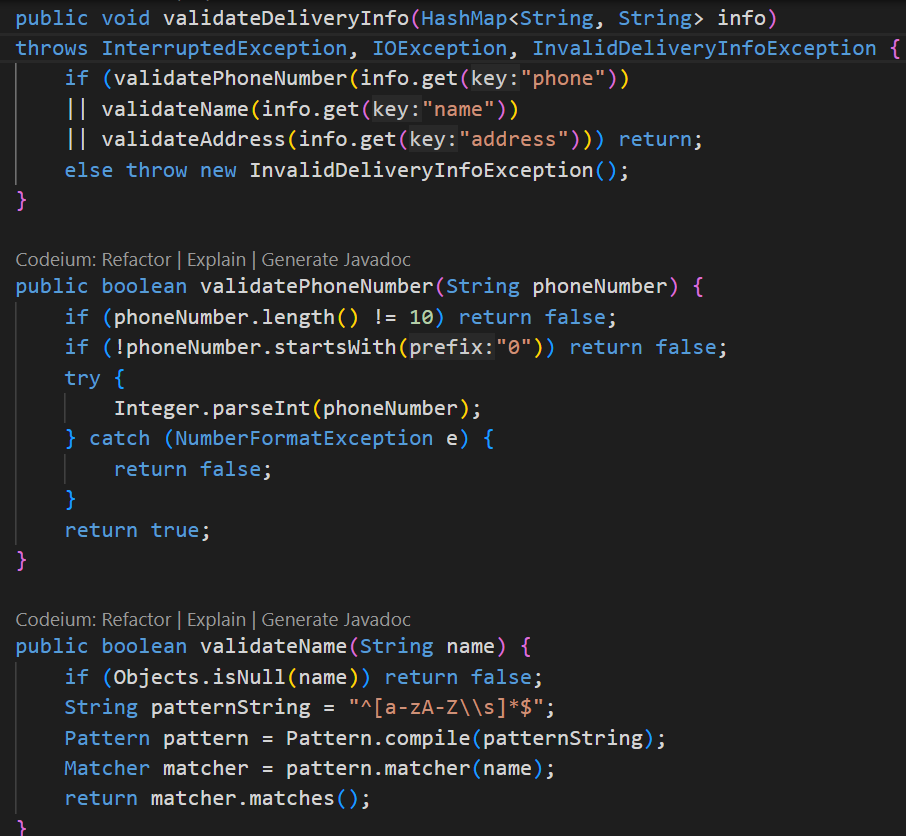 public void validateDeliveryInfo(HashMap<String, String> info)
throws InterruptedException, IOException, InvalidDeliveryInfoException {
if (validatePhoneNumber(info.get(key:"phone"))
|| validateName(info.get(key:"name"))
|| validateAddress(info.get(key:"address"))) return;
else throw new InvalidDeliveryInfoException();
}
Codeium: Refactor | Explain | Generate Javadoc
public boolean validatePhoneNumber(String phoneNumber) {
if (phoneNumber.length() != 10) return false;
if (!phoneNumber.startsWith(prefix:"0")) return false;
try {
Integer.parseInt(phoneNumber);
} catch (NumberFormatException e) {
return false;
}
return true;
}
Codeium: Refactor | Explain | Generate Javadoc
public boolean validateName(String name) {
if (Objects.isNull(name)) return false;
String patternString = "^[a-zA-Z\\s]*$";
Pattern pattern = Pattern.compile(patternString);
Matcher matcher = pattern.matcher(name);
return matcher.matches();
}